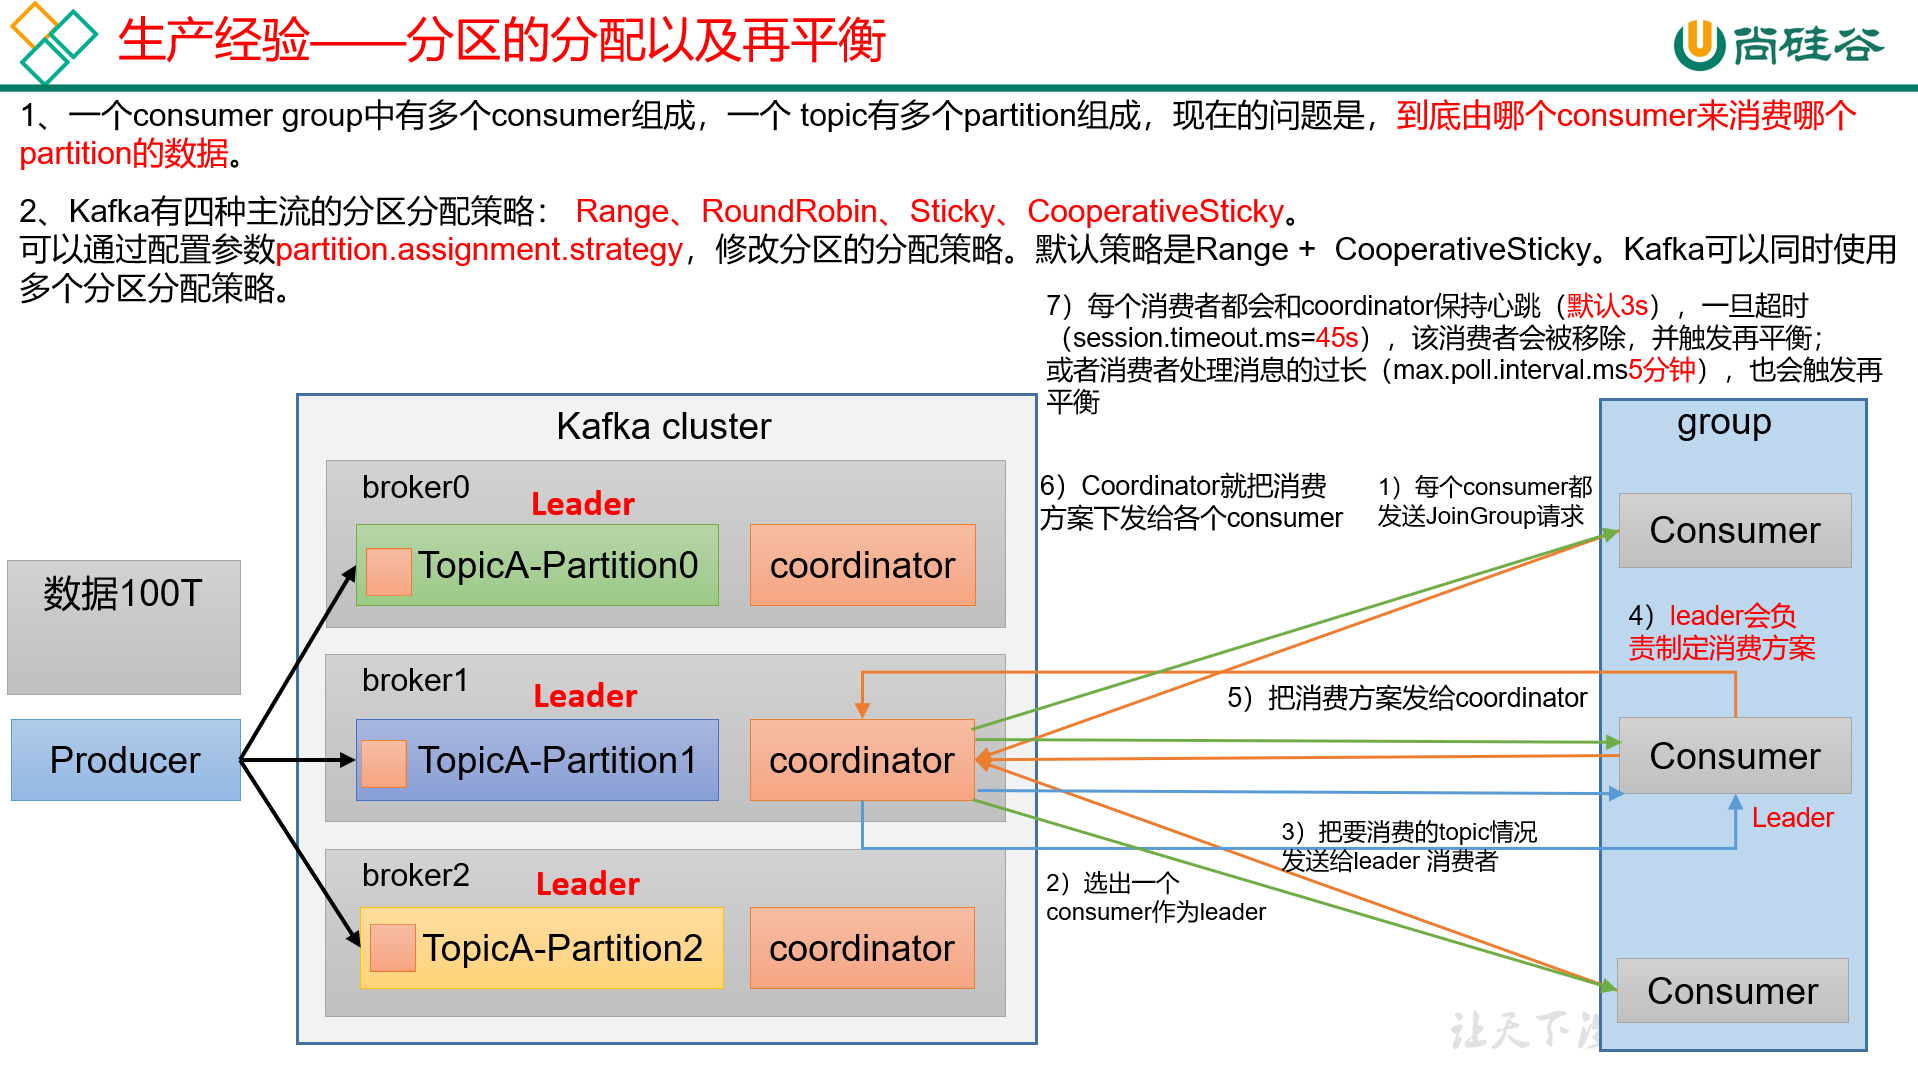 生产经验——分区的分配以及再平衡
尚硅谷
1、一个consumer group中有多个consumer组成，一个 topic有多个partition组成，现在的问题是，到底由哪个consumer来消费哪个
partition的数据。
2、Kafka有四种主流的分区分配策略： Range、RoundRobin、Sticky、CooperativeSticky。
可以通过配置参数partition.assignment.strategy，修改分区的分配策略。默认策略是Range + CooperativeSticky。Kafka可以同时使用
多个分区分配策略。
7）每个消费者都会和coordinator保持心跳（默认3s），一旦超时
（session.timeout.ms=45s），该消费者会被移除，并触发再平衡；
或者消费者处理消息的过长（max.poll.interval.ms5分钟），也会触发再
平衡
Kafka cluster
group
broker0
Leader
TopicA-Partition0
coordinator
6）Coordinator就把消费
方案下发给各个consumer
1）每个consumer都
发送JoinGroup请求
Consumer
数据100T
4）leader会负
责制定消费方案
broker1
Leader
5）把消费方案发给coordinator
Producer
TopicA-Partition1
coordinator
Consumer
Leader
3）把要消费的topic情况
发送给leader 消费者
broker2
Leader
2）选出一个
consumer作为leader
TopicA-Partition2
coordinator
Consumer
让天下没